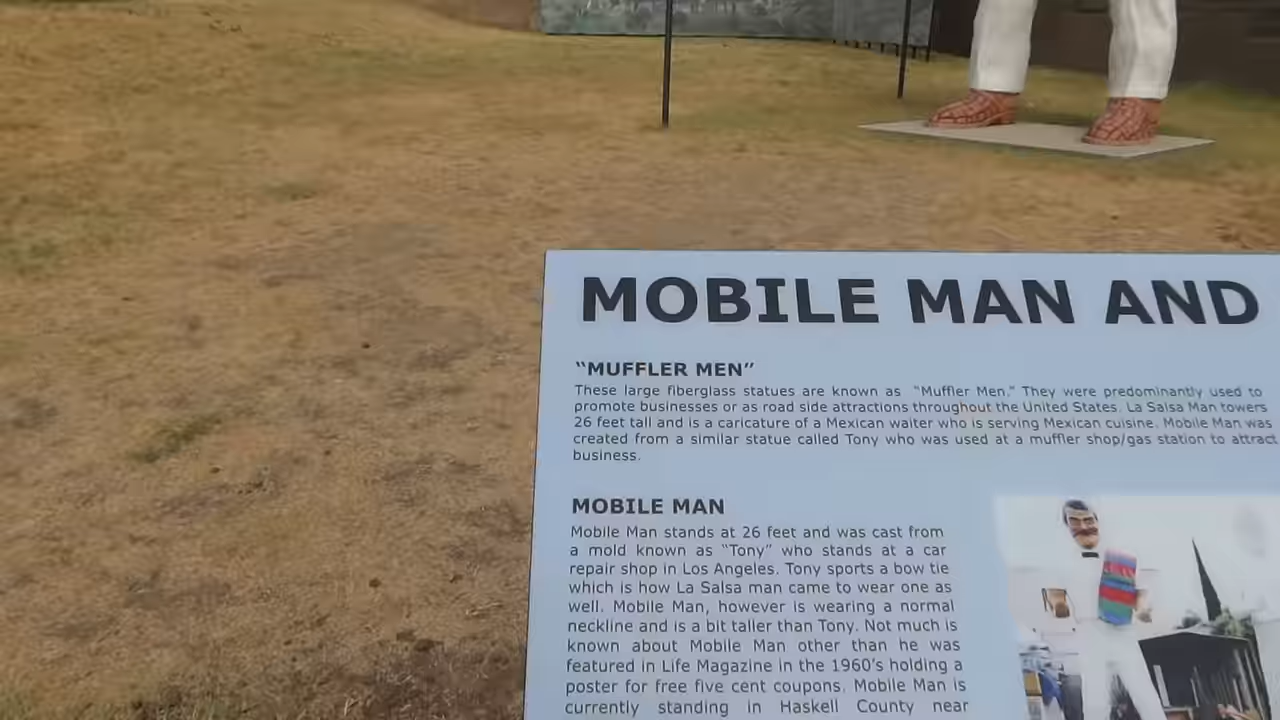 MOBILE MAN AND
“MUFFLER MEN”
These large fiberglass statues are known as “Muffler Men.” They were predominantly used to
promote businesses or as road side attractions throughout the United States. La Salsa Man towers
26 feet tall and is a caricature of a Mexican waiter who is serving Mexican cuisine. Mobile Man was
created from a similar statue called Tony who was used at a muffler shop/gas station to attract
business.
MOBILE MAN
Mobile Man stands at 26 feet and was cast from
a mold known as “Tony” who stands at a car
repair shop in Los Angeles. Tony sports a bow tie
which is how La Salsa man came to wear one as
well. Mobile Man, however is wearing a normal
neckline and is a bit taller than Tony. Not much is
known about Mobile Man other than he was
featured in Life Magazine in the 1960’s holding a
poster for free five cent coupons. Mobile Man is
currently standing in Haskell County near